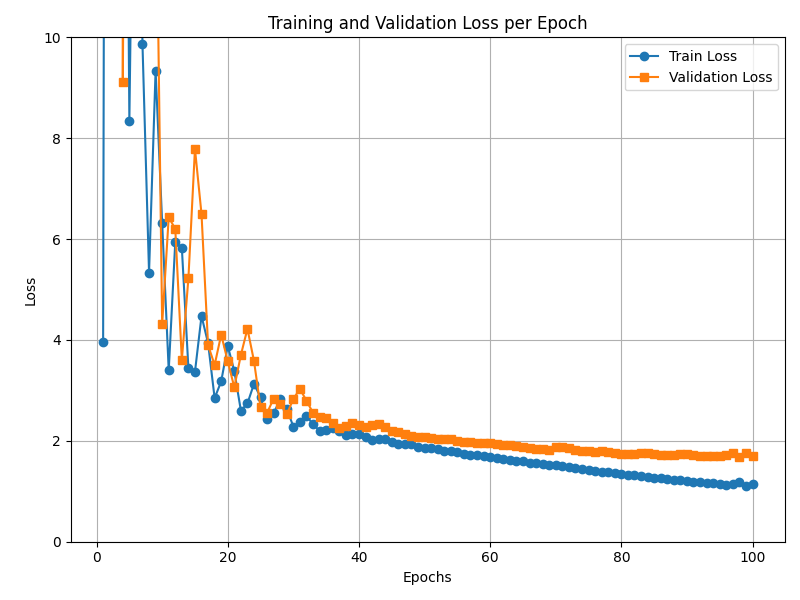 Training and Validation Loss per Epoch
Train Loss
Validation Loss
Loss
10
8
6
4
2
0
0 20 40 60 80 100
Epochs